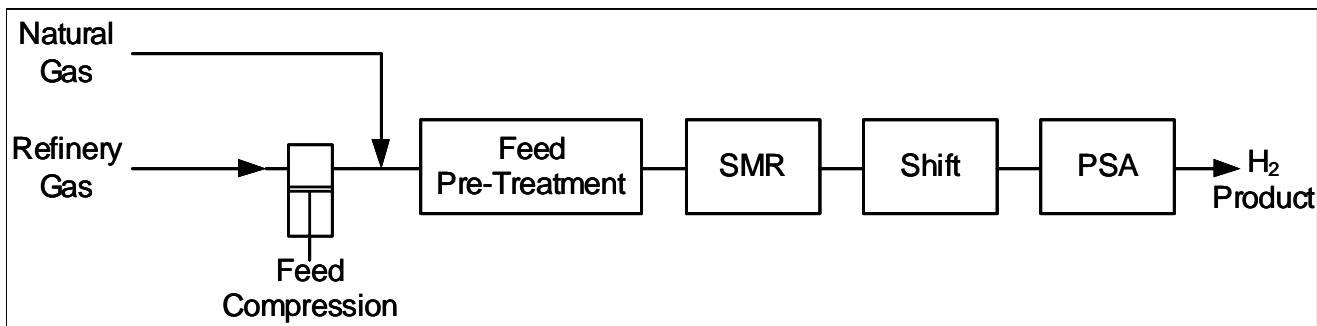 Natural
Gas
Refinery
Gas
Feed
Compression
Feed
Pre-Treatment
SMR
Shift
PSA
H₂
Product